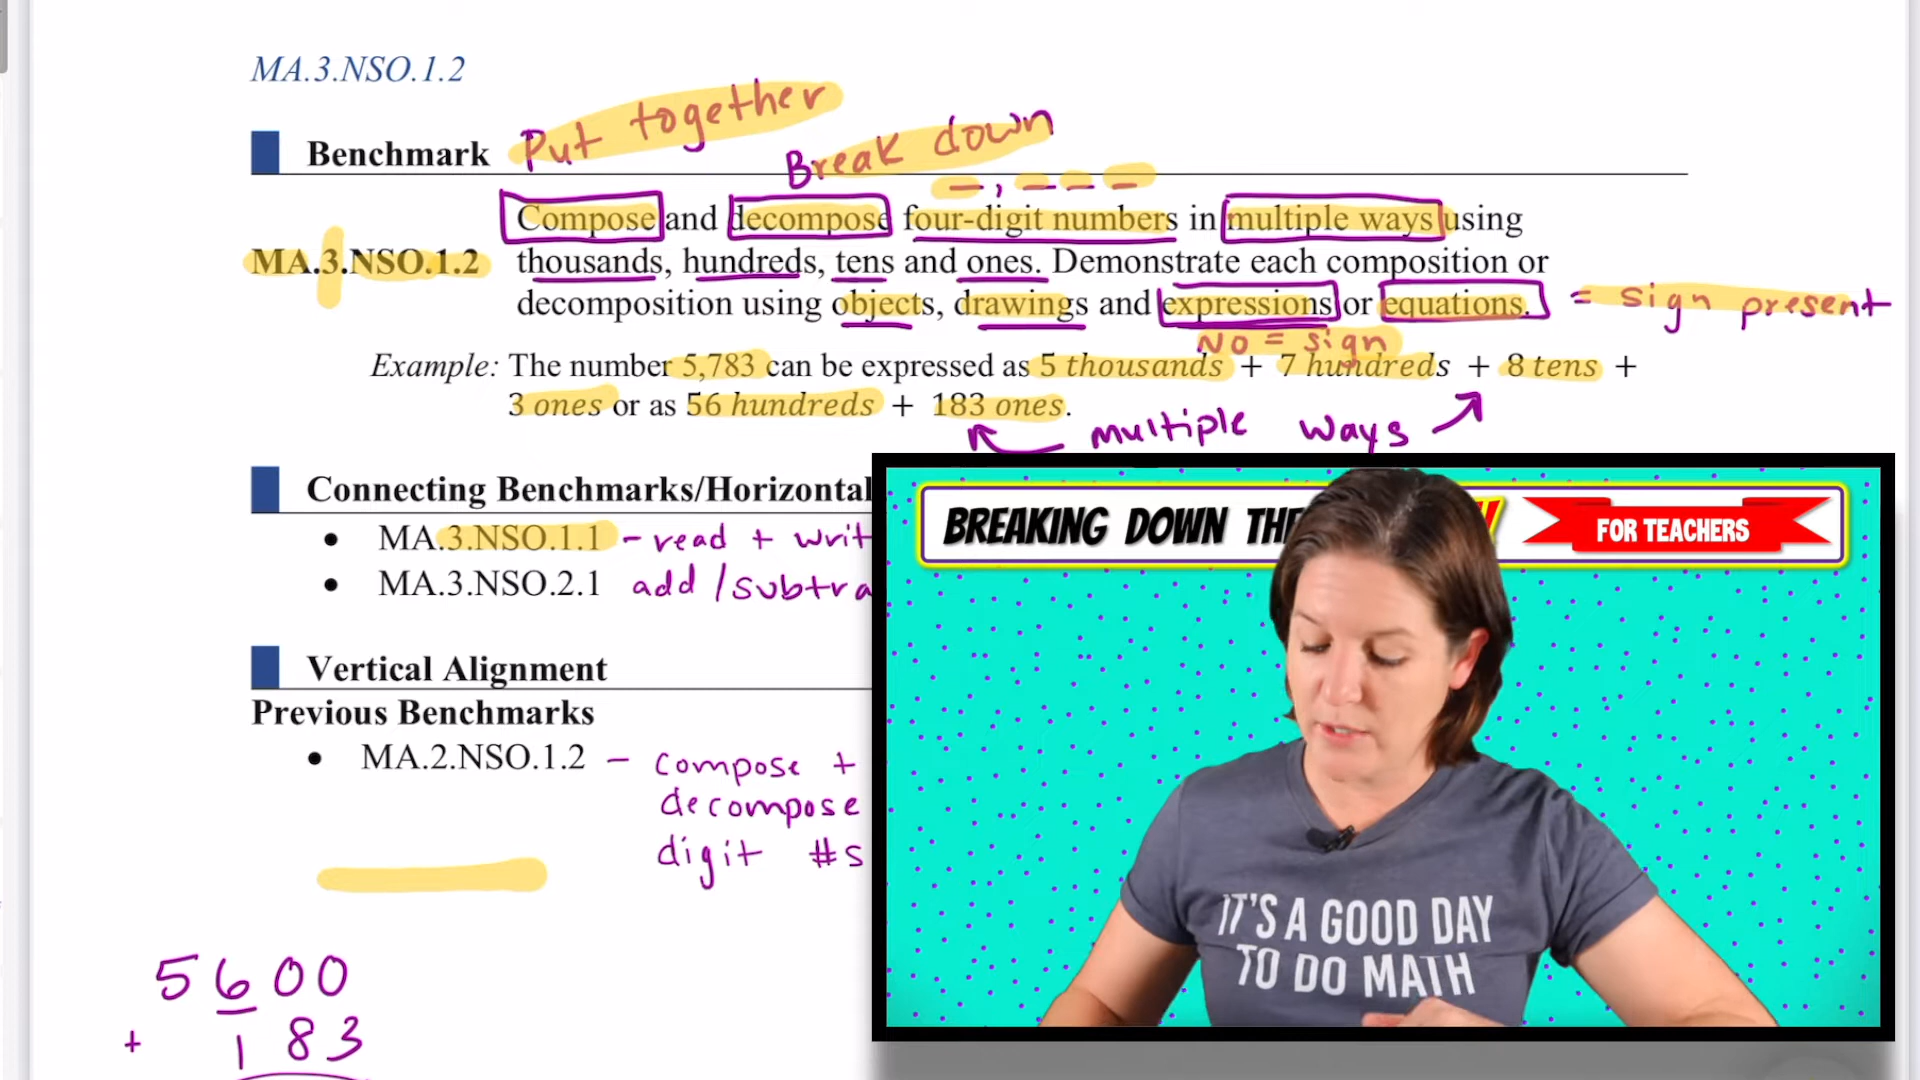 MA.3.NSO.1.2
Put together
Benchmark
Break down
_, _ _ _
Compose and decompose four-digit numbers in multiple ways using
MA.3.NSO.1.2 thousands, hundreds, tens and ones. Demonstrate each composition or
decomposition using objects, drawings and expressions or equations. = sign present
No = sign
Example: The number 5,783 can be expressed as 5 thousands + 7 hundreds + 8 tens +
3 ones or as 56 hundreds + 183 ones.
multiple ways
Connecting Benchmarks/Horizontal
MA.3.NSO.1.1 - read + writ
MA.3.NSO.2.1 add/subtra
Vertical Alignment
Previous Benchmarks
MA.2.NSO.1.2 - compose +
decompose
digit #s
5600
+ 183
BREAKING DOWN THE
FOR TEACHERS
IT'S A GOOD DAY
TO DO MATH